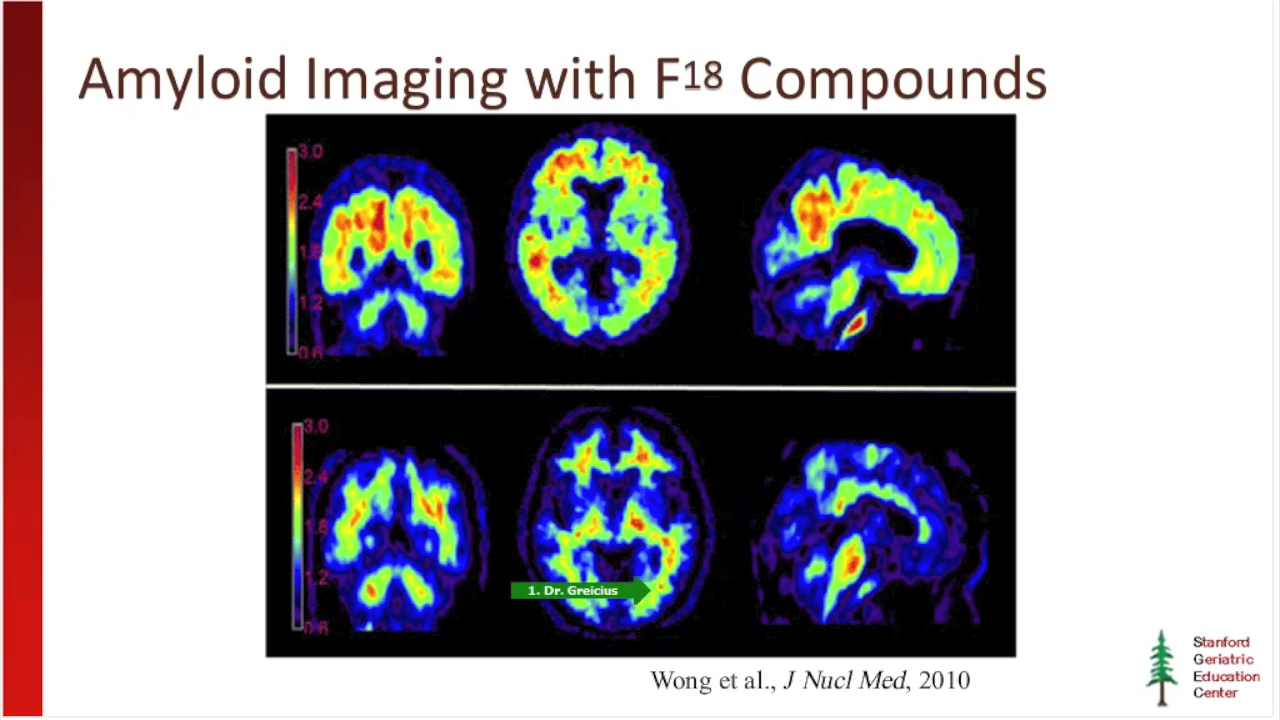 Amyloid Imaging with F18 Compounds
3.0
2.4
1.8
1.2
0.6
3.0
2.4
1.8
1.2
0.6
1. Dr. Greicius
Wong et al., J Nucl Med, 2010
Stanford
Geriatric
Education
Center